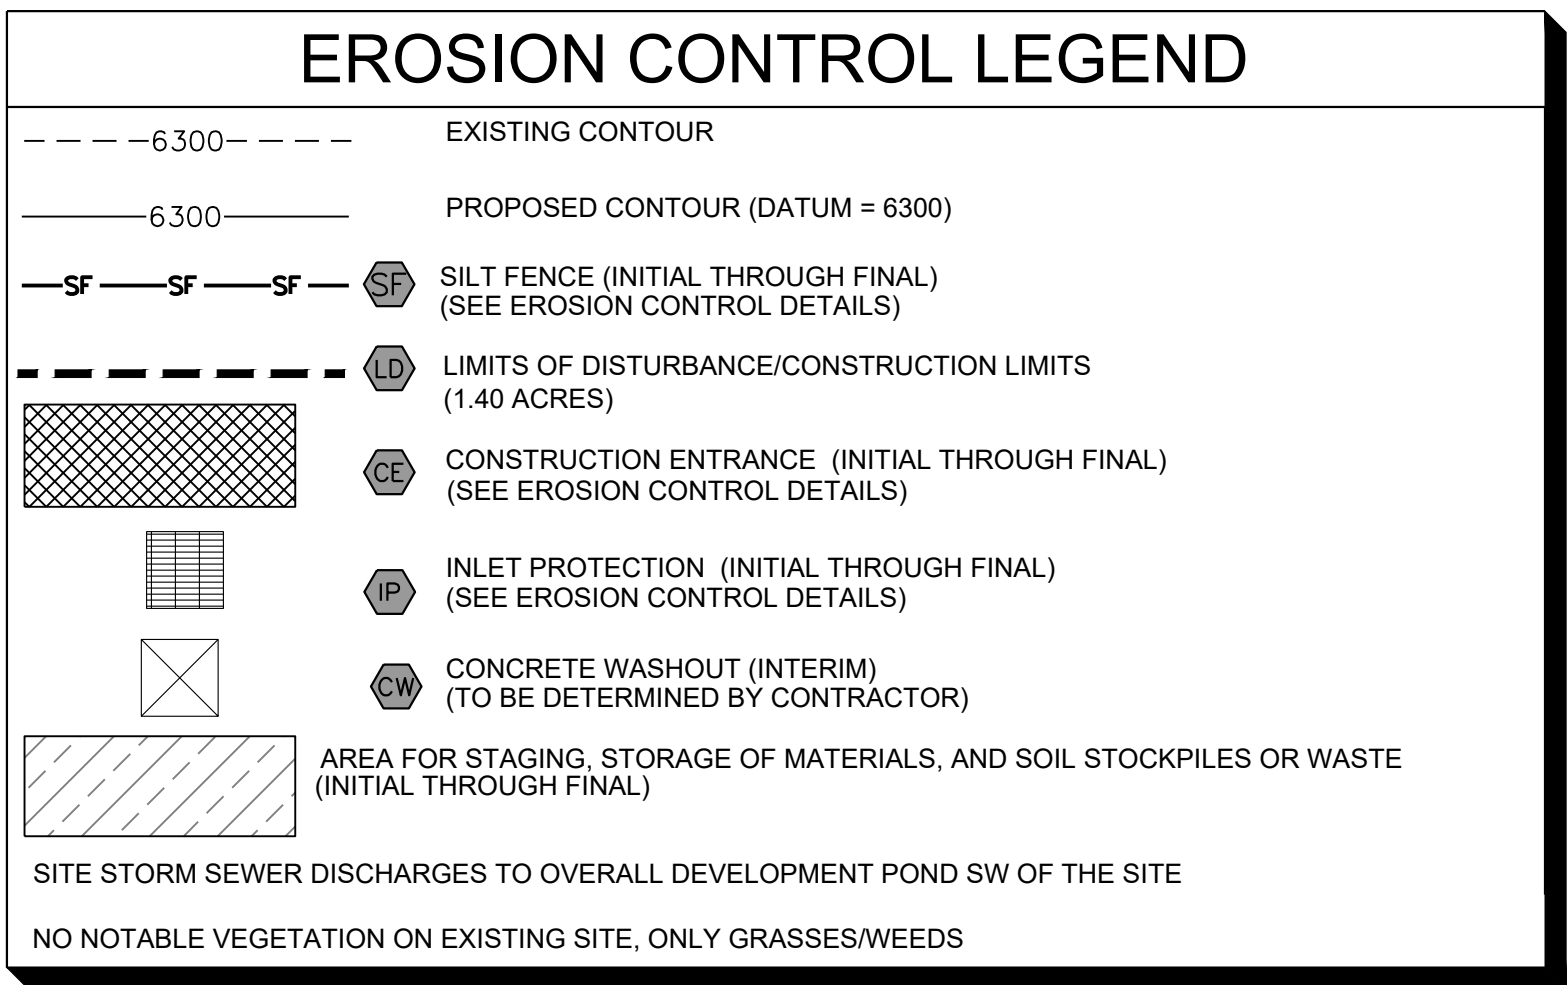 EROSION CONTROL LEGEND
6300 EXISTING CONTOUR
6300 PROPOSED CONTOUR (DATUM = 6300)
SF SF SF SF SILT FENCE (INITIAL THROUGH FINAL)
(SEE EROSION CONTROL DETAILS)
LD LIMITS OF DISTURBANCE/CONSTRUCTION LIMITS
(1.40 ACRES)
CE CONSTRUCTION ENTRANCE (INITIAL THROUGH FINAL)
(SEE EROSION CONTROL DETAILS)
IP INLET PROTECTION (INITIAL THROUGH FINAL)
(SEE EROSION CONTROL DETAILS)
CW CONCRETE WASHOUT (INTERIM)
(TO BE DETERMINED BY CONTRACTOR)
AREA FOR STAGING, STORAGE OF MATERIALS, AND SOIL STOCKPILES OR WASTE
(INITIAL THROUGH FINAL)
SITE STORM SEWER DISCHARGES TO OVERALL DEVELOPMENT POND SW OF THE SITE
NO NOTABLE VEGETATION ON EXISTING SITE, ONLY GRASSES/WEEDS